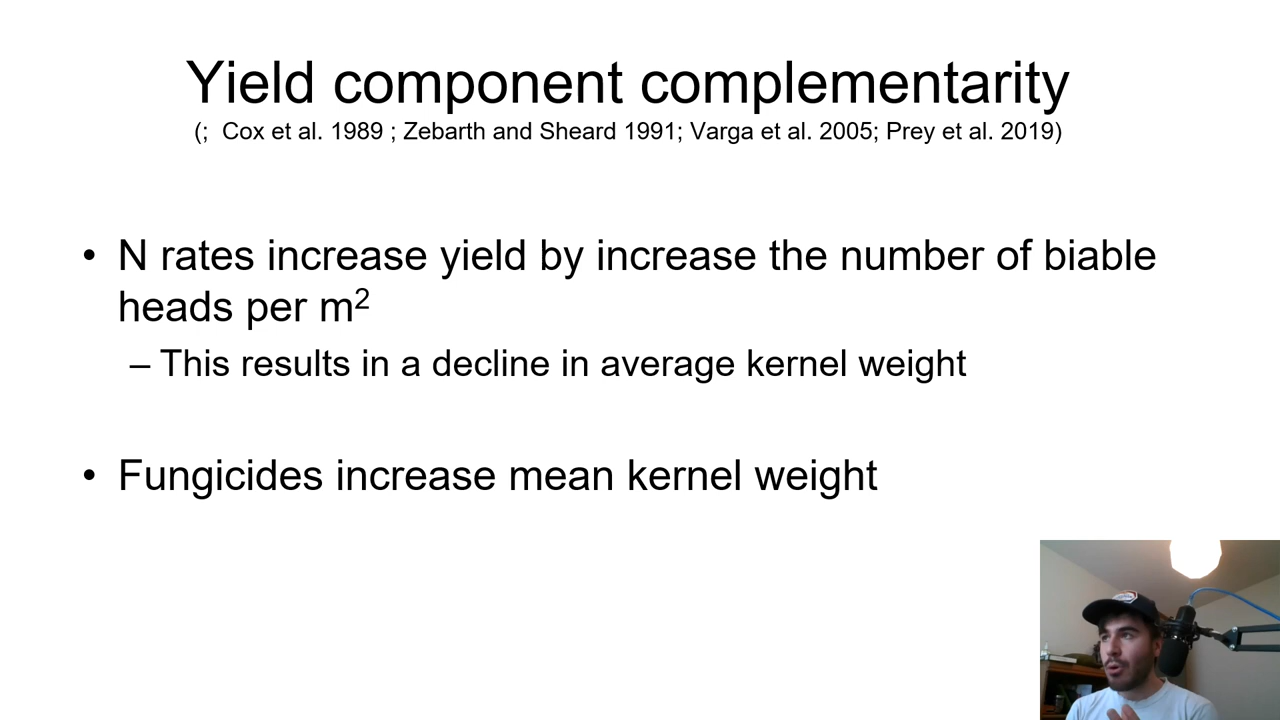 Yield component complementarity
(;  Cox et al. 1989 ; Zebarth and Sheard 1991; Varga et al. 2005; Prey et al. 2019)
• N rates increase yield by increase the number of biable
heads per m²
– This results in a decline in average kernel weight
• Fungicides increase mean kernel weight